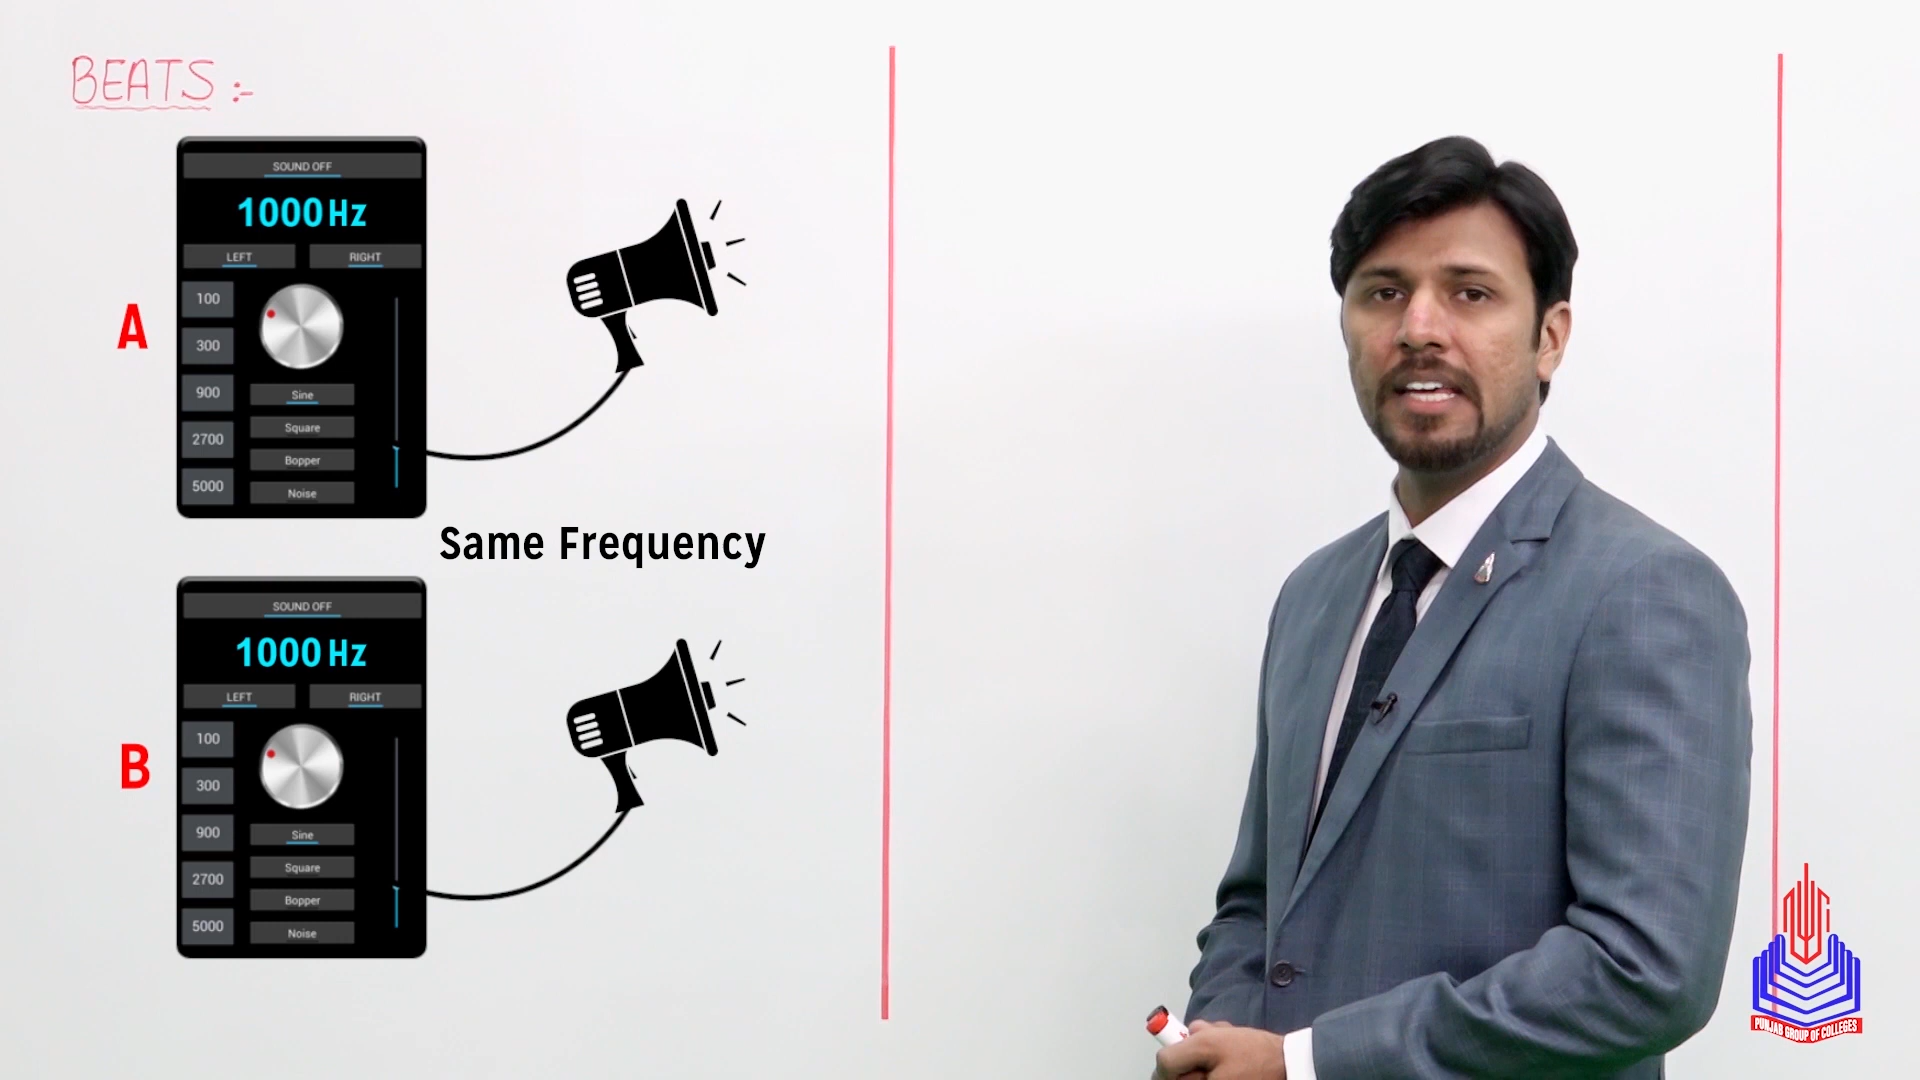 BEATS :-
SOUND OFF
1000 Hz
LEFT RIGHT
100
300
900
2700
5000
Sine
Square
Bopper
Noise
A
Same Frequency
SOUND OFF
1000 Hz
LEFT RIGHT
100
300
900
2700
5000
Sine
Square
Bopper
Noise
B
PUNJAB GROUP OF COLLEGES